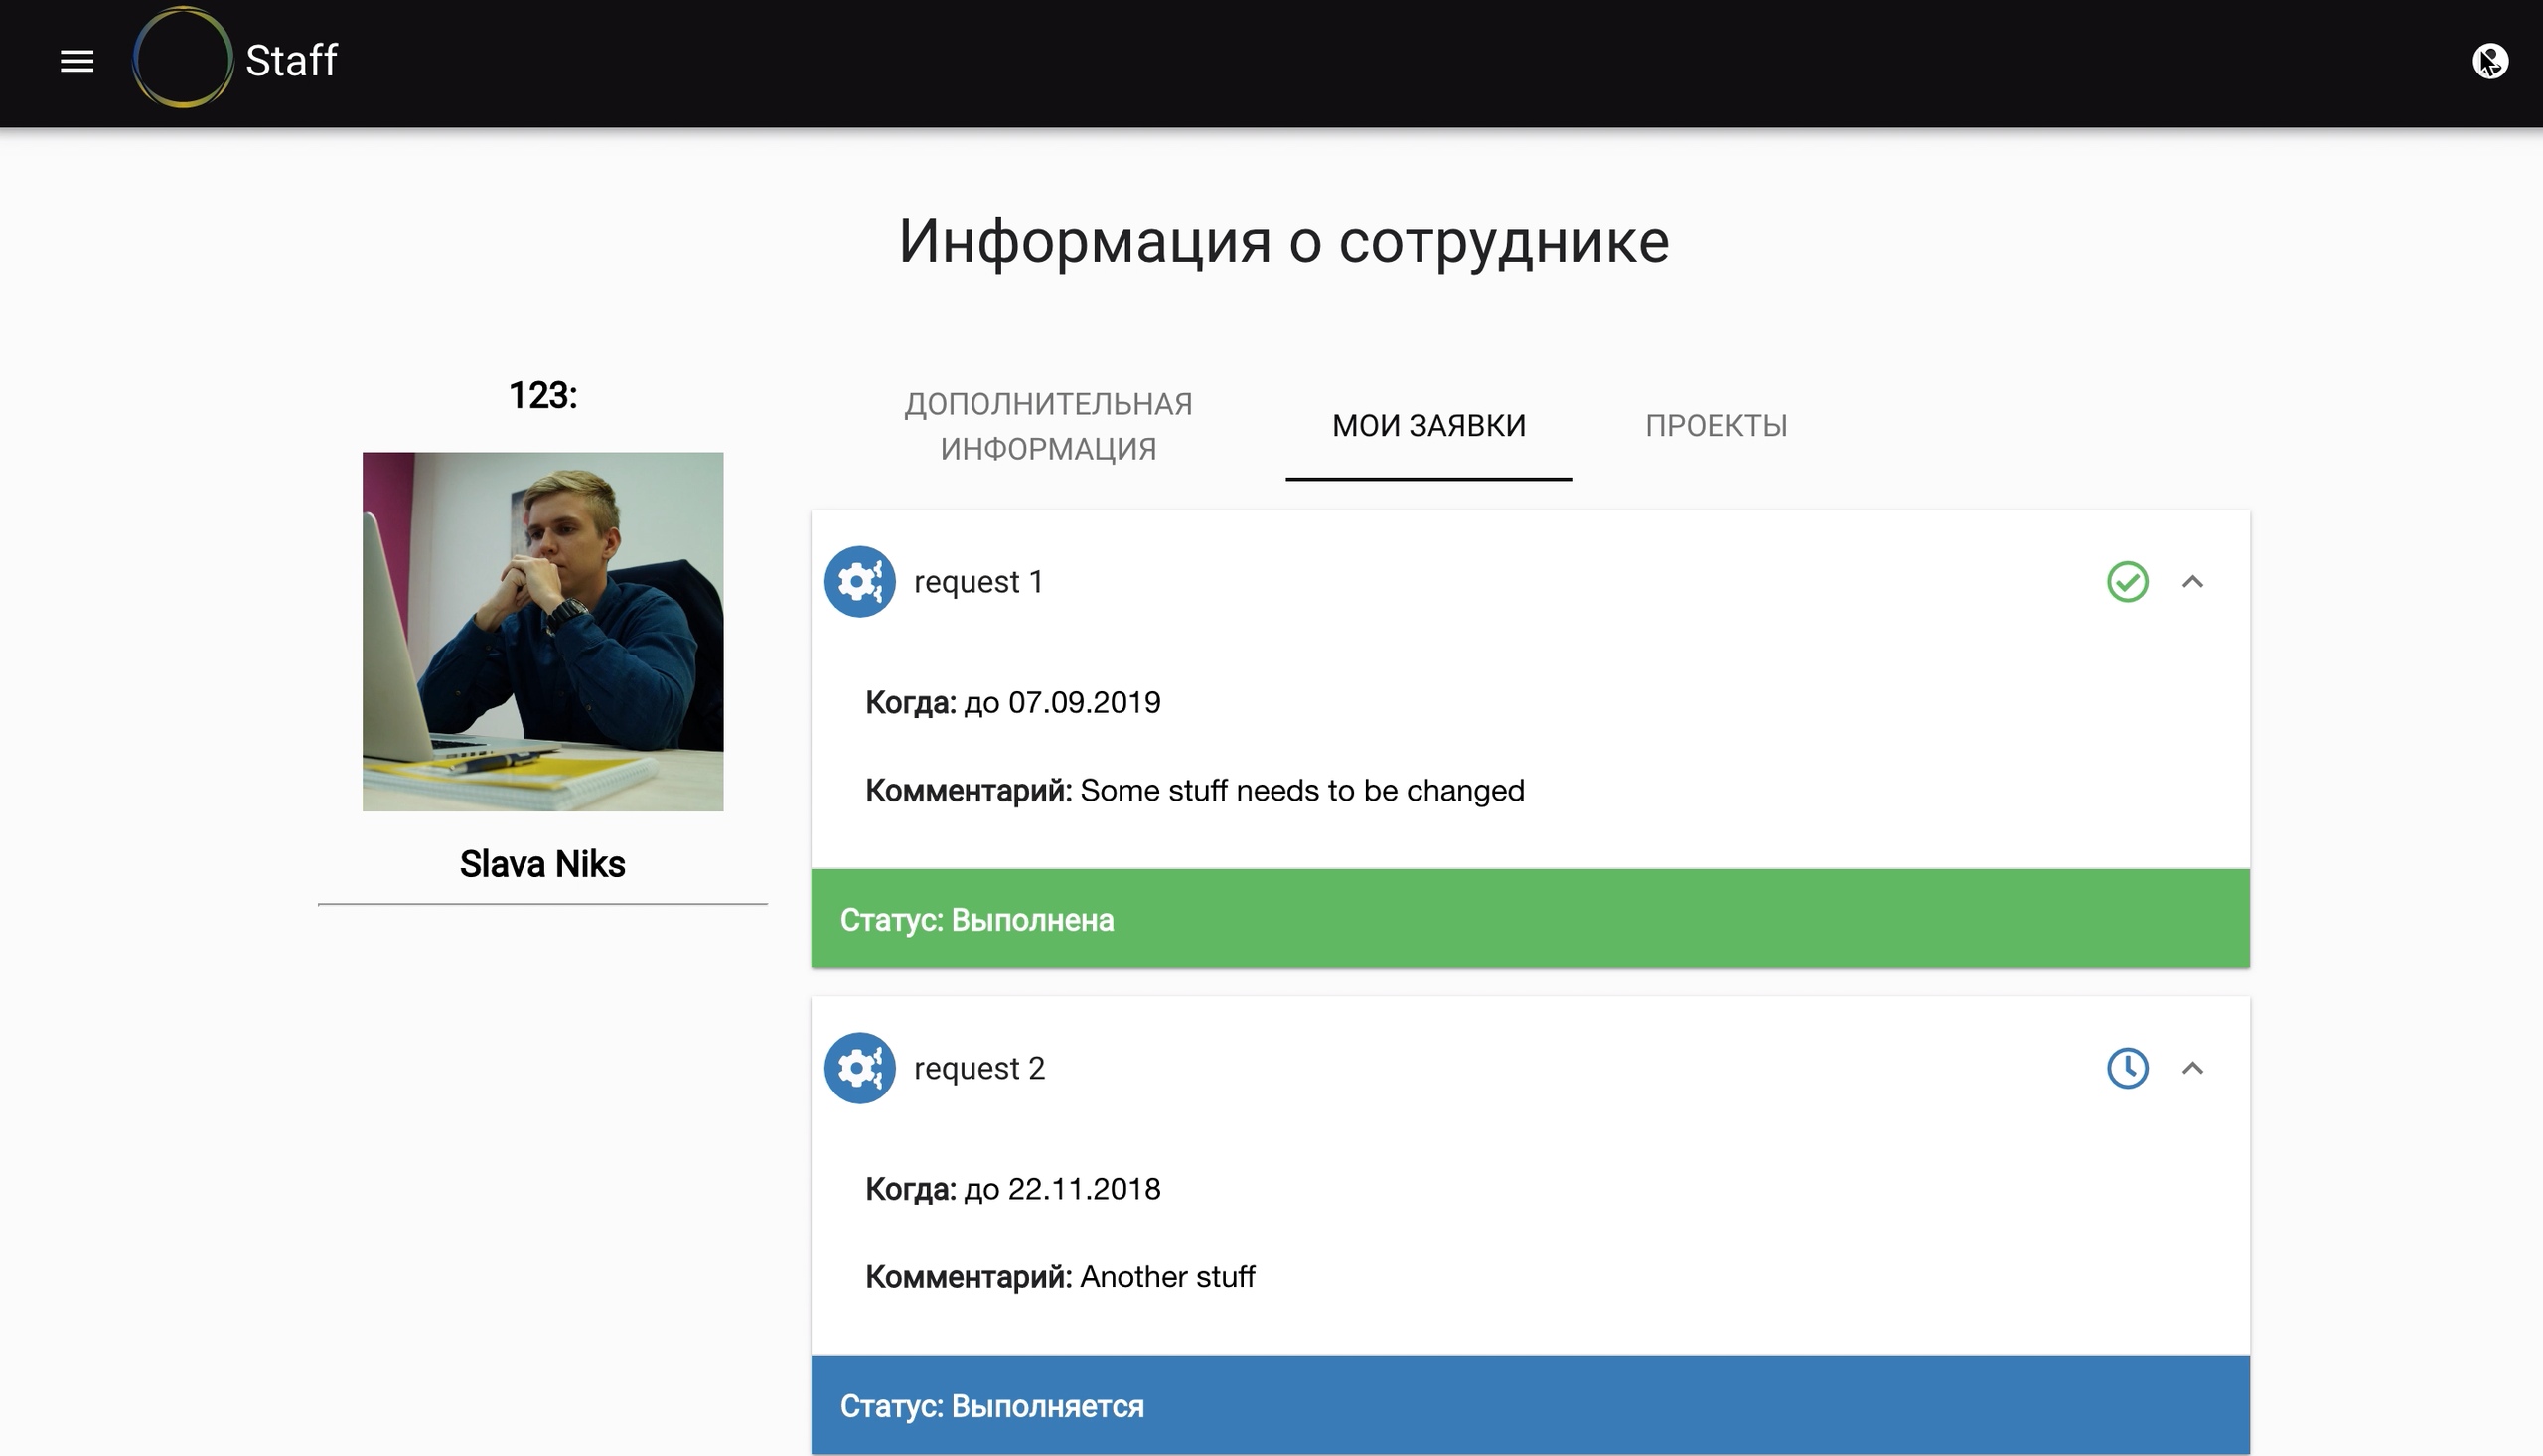 Staff
Информация о сотруднике
123:
Slava Niks
ДОПОЛНИТЕЛЬНАЯ
ИНФОРМАЦИЯ
МОИ ЗАЯВКИ
ПРОЕКТЫ
request 1
Когда: до 07.09.2019
Комментарий: Some stuff needs to be changed
Статус: Выполнена
request 2
Когда: до 22.11.2018
Комментарий: Another stuff
Статус: Выполняется